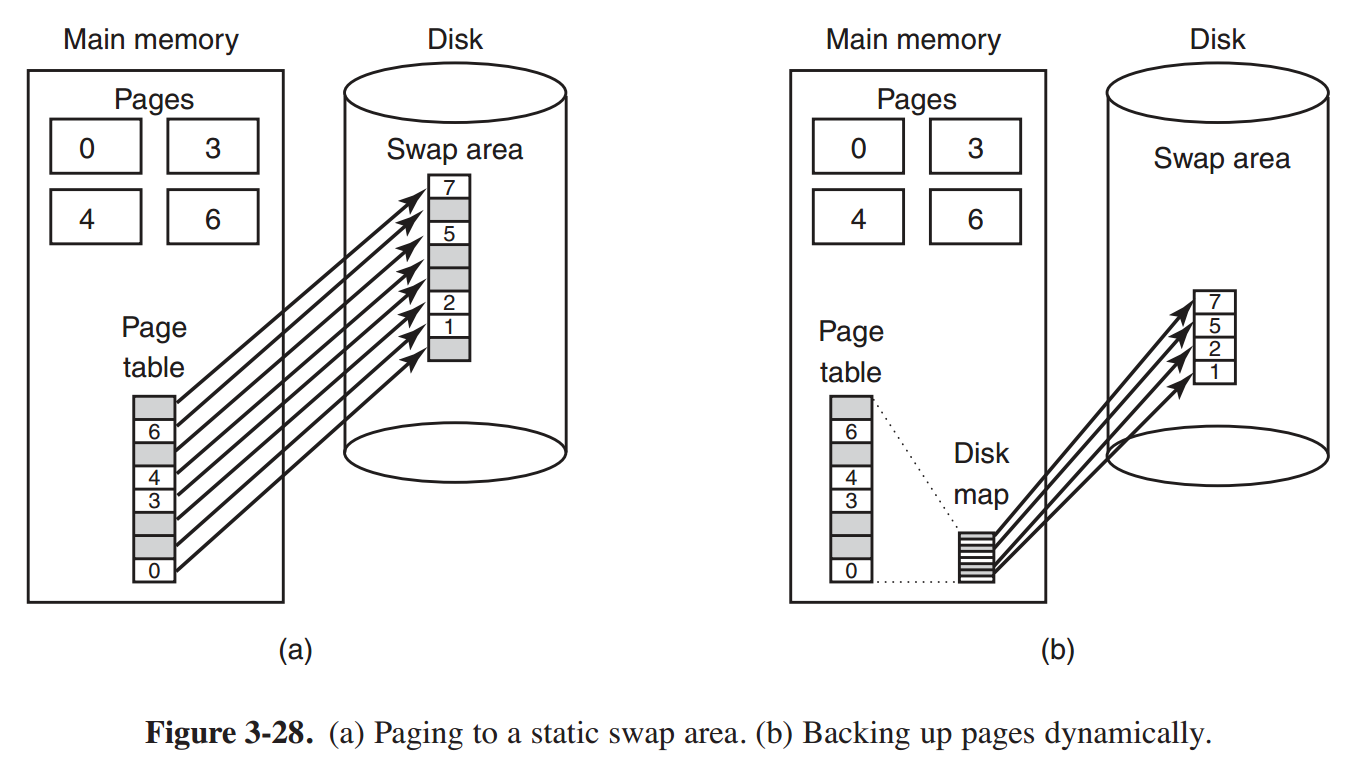 Main memory
Disk
Pages
0
3
4
6
Swap area
7
5
2
1
Page
table
6
4
3
0
(a)
Main memory
Disk
Pages
0
3
4
6
Swap area
7
5
2
1
Page
table
6
4
3
0
Disk
map
(b)
Figure 3-28. (a) Paging to a static swap area. (b) Backing up pages dynamically.